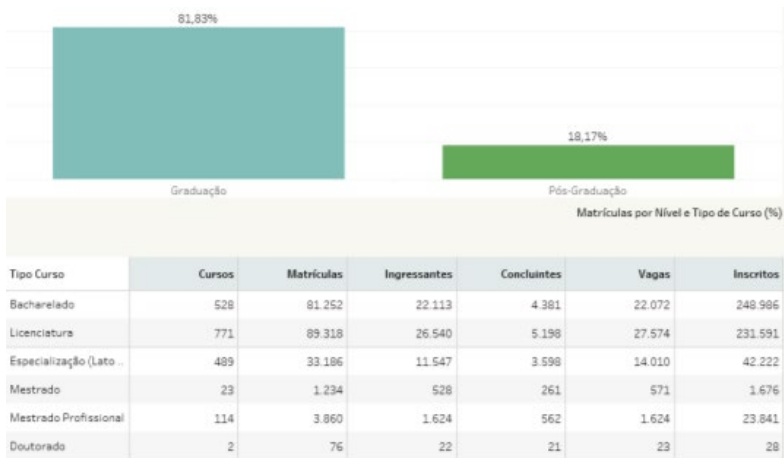 81,83%
18,17%
Graduação Pós-Graduação
Matrículas por Nível e Tipo de Curso (%)
Tipo Curso Cursos Matrículas Ingressantes Concluintes Vagas Inscritos
Bacharelado 528 81.252 22.113 4.381 22.072 248.986
Licenciatura 771 89.318 26.540 5.198 27.574 231.591
Especialização (Lato .. 489 33.186 11.547 3.598 14.010 42.222
Mestrado 23 1.234 528 261 571 1.676
Mestrado Profissional 114 3.860 1.624 562 1.624 23.841
Doutorado 2 76 22 21 23 28